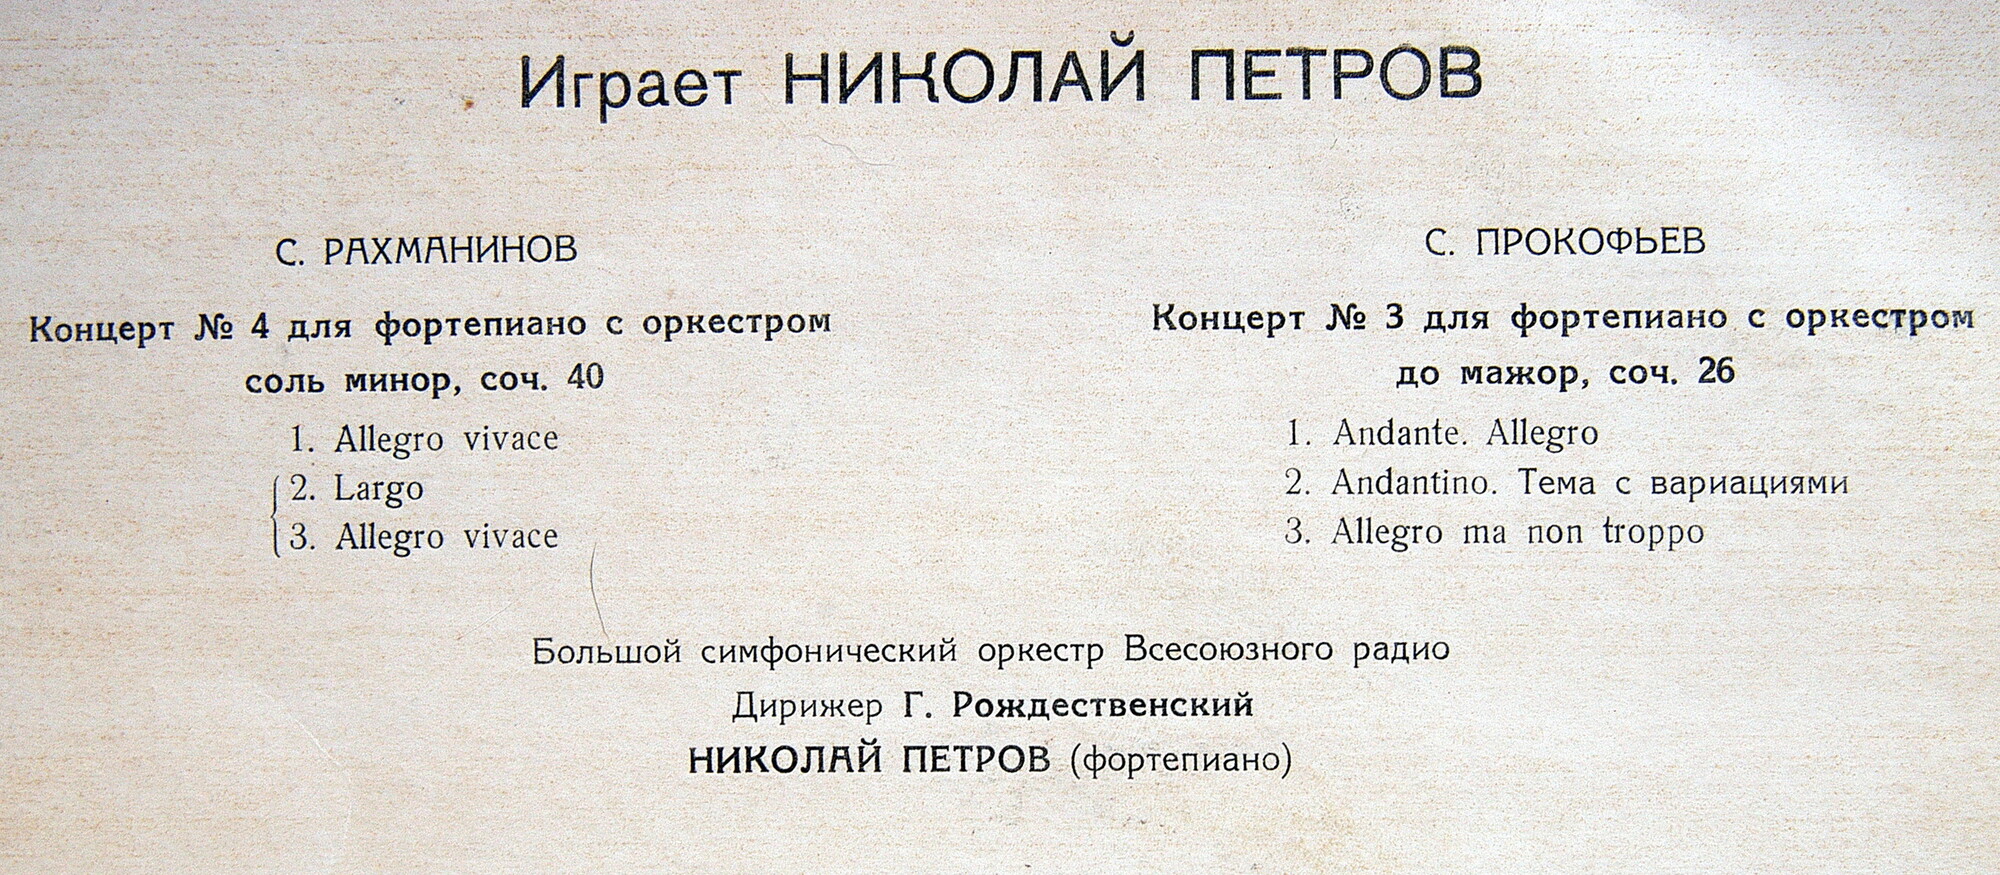 Играет НИКОЛАЙ ПЕТРОВ
С. РАХМАНИНОВ
Концерт № 4 для фортепиано с оркестром
соль минор, соч. 40
1. Allegro vivace
2. Largo
3. Allegro vivace
С. ПРОКОФЬЕВ
Концерт № 3 для фортепиано с оркестром
до мажор, соч. 26
1. Andante. Allegro
2. Andantino. Тема с вариациями
3. Allegro ma non troppo
Большой симфонический оркестр Всесоюзного радио
Дирижер Г. Рождественский
НИКОЛАЙ ПЕТРОВ (фортепиано)